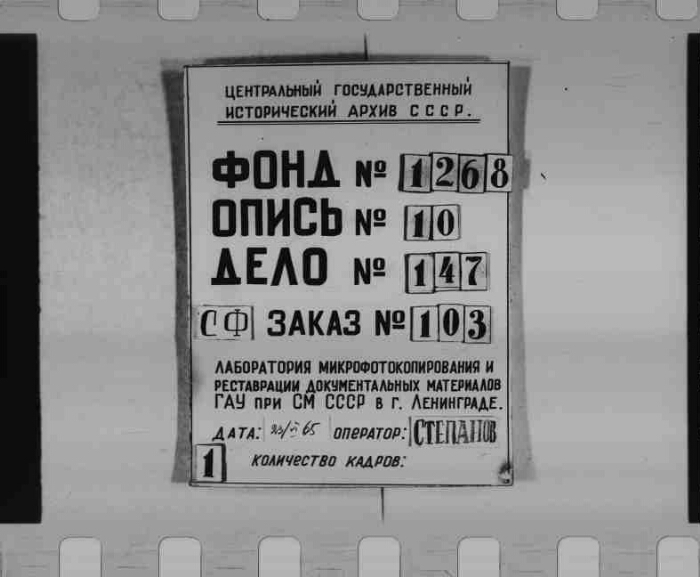 ЦЕНТРАЛЬНЫЙ ГОСУДАРСТВЕННЫЙ
ИСТОРИЧЕСКИЙ АРХИВ СССР.
ФОНД № 1268
ОПИСЬ № 10
ДЕЛО № 147
СФ ЗАКАЗ № 103
ЛАБОРАТОРИЯ МИКРОФОТОКОПИРОВАНИЯ И
РЕСТАВРАЦИИ ДОКУМЕНТАЛЬНЫХ МАТЕРИАЛОВ
ГАУ ПРИ СМ СССР В Г. ЛЕНИНГРАДЕ.
ДАТА: 65 ОПЕРАТОР: СТЕПАНОВ
1 КОЛИЧЕСТВО КАДРОВ: